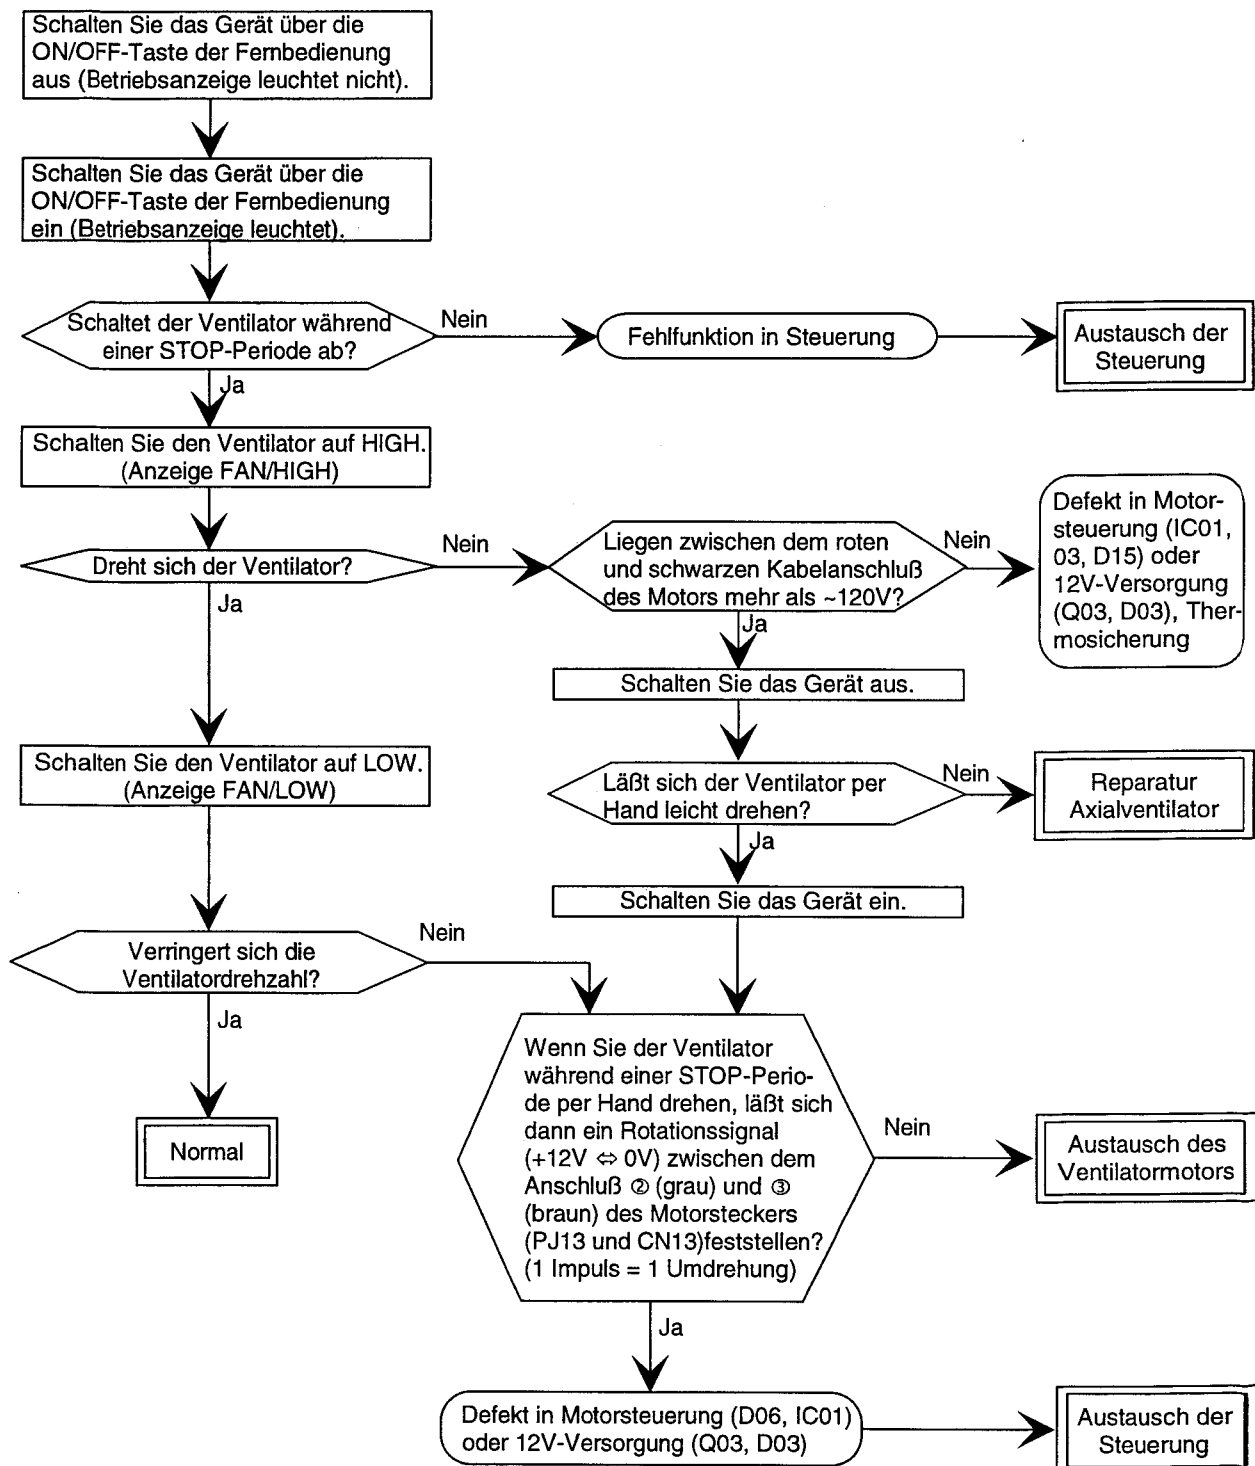 Schalten Sie das Gerät über die
ON/OFF-Taste der Fernbedienung
aus (Betriebsanzeige leuchtet nicht).
Schalten Sie das Gerät über die
ON/OFF-Taste der Fernbedienung
ein (Betriebsanzeige leuchtet).
Schaltet der Ventilator während
einer STOP-Periode ab?
Nein
Fehlfunktion in Steuerung
Austausch der
Steuerung
Ja
Schalten Sie den Ventilator auf HIGH.
(Anzeige FAN/HIGH)
Dreht sich der Ventilator?
Nein
Liegen zwischen dem roten
und schwarzen Kabelanschluß
des Motors mehr als ~120V?
Nein
Defekt in Motor-
steuerung (IC01,
03, D15) oder
12V-Versorgung
(Q03, D03), Ther-
mosicherung
Ja
Ja
Schalten Sie das Gerät aus.
Schalten Sie den Ventilator auf LOW.
(Anzeige FAN/LOW)
Läßt sich der Ventilator per
Hand leicht drehen?
Nein
Reparatur
Axialventilator
Ja
Schalten Sie das Gerät ein.
Verringert sich die
Ventilatordrehzahl?
Nein
Ja
Normal
Wenn Sie der Ventilator
während einer STOP-Perio-
de per Hand drehen, läßt sich
dann ein Rotationssignal
(+12V ⇔ 0V) zwischen dem
Anschluß ② (grau) und ③
(braun) des Motorsteckers
(PJ13 und CN13)feststellen?
(1 Impuls = 1 Umdrehung)
Nein
Austausch des
Ventilatormotors
Ja
Defekt in Motorsteuerung (D06, IC01)
oder 12V-Versorgung (Q03, D03)
Austausch der
Steuerung